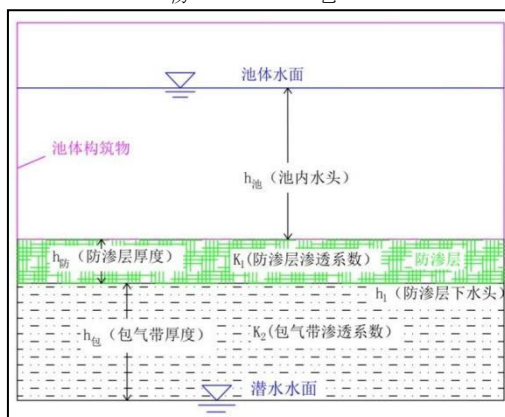 池体水面
池体构筑物
h池（池内水头）
h防（防渗层厚度）
K₁(防渗层渗透系数）
防渗层
h₁（防渗层下水头）
h包（包气带厚度）
K₂(包气带渗透系数）
潜水水面